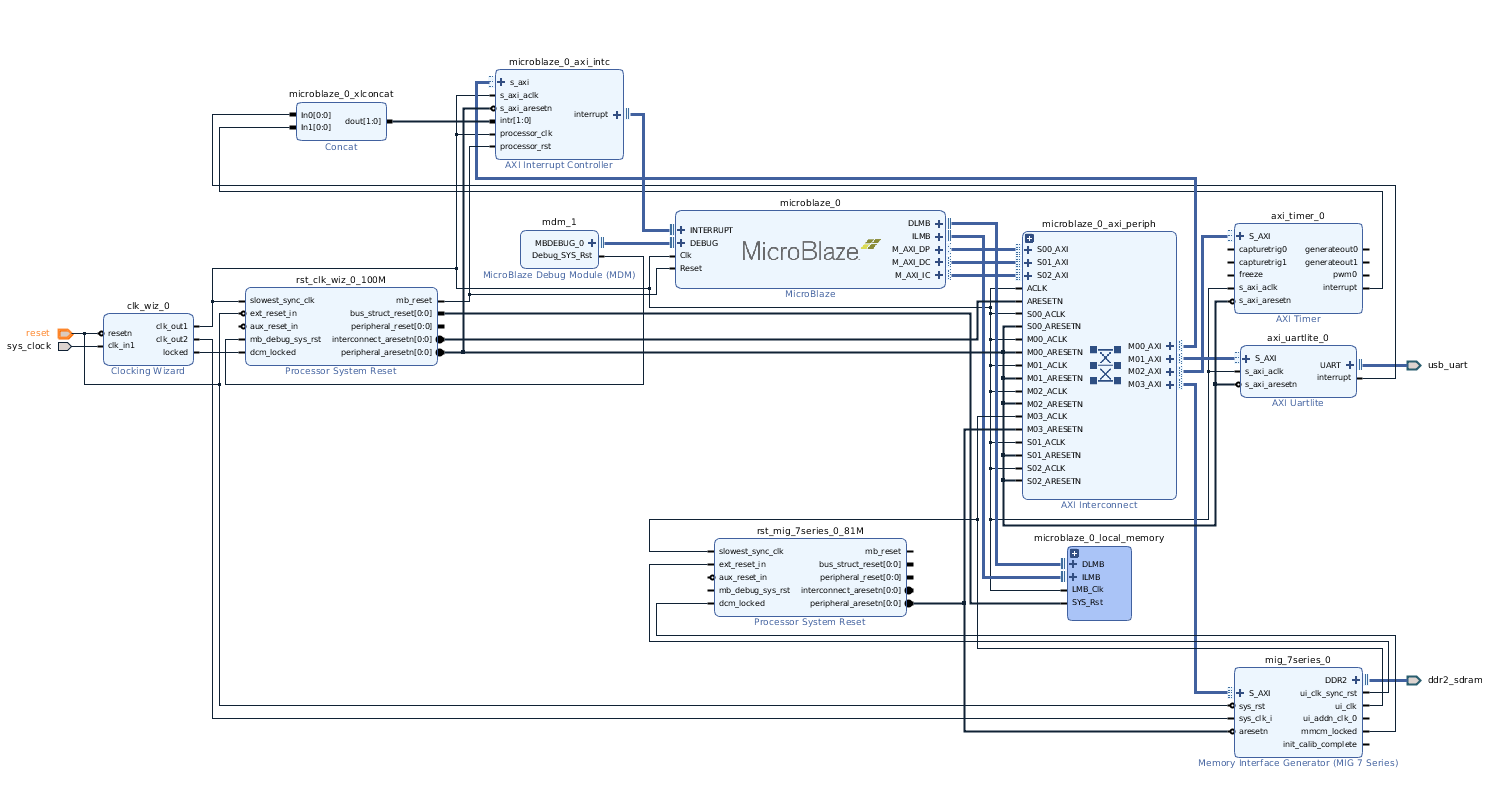 microblaze_0_axi_intc
s_axi
s_axi_aclk
s_axi_aresetn
intr[1:0]
processor_clk
processor_rst
interrupt
AXI Interrupt Controller
microblaze_0_xlconcat
In0[0:0]
In1[0:0]
dout[1:0]
Concat
mdm_1
MBDEBUG_0
Debug_SYS_Rst
MicroBlaze Debug Module (MDM)
microblaze_0
INTERRUPT
DEBUG
Clk
Reset
MicroBlaze
DLMB
ILMB
M_AXI_DP
M_AXI_DC
M_AXI_IC
MicroBlaze
microblaze_0_axi_periph
S00_AXI
S01_AXI
S02_AXI
ACLK
ARESETN
S00_ACLK
S00_ARESETN
M00_ACLK
M00_ARESETN
M01_ACLK
M01_ARESETN
M02_ACLK
M02_ARESETN
M03_ACLK
M03_ARESETN
S01_ACLK
S01_ARESETN
S02_ACLK
S02_ARESETN
M00_AXI
M01_AXI
M02_AXI
M03_AXI
AXI Interconnect
axi_timer_0
S_AXI
capturetrig0
capturetrig1
freeze
s_axi_aclk
s_axi_aresetn
generateout0
generateout1
pwm0
interrupt
AXI Timer
axi_uartlite_0
S_AXI
s_axi_aclk
s_axi_aresetn
UART
interrupt
AXI Uartlite
usb_uart
reset
sys_clock
clk_wiz_0
resetn
clk_in1
clk_out1
clk_out2
locked
Clocking Wizard
rst_clk_wiz_0_100M
slowest_sync_clk
ext_reset_in
aux_reset_in
mb_debug_sys_rst
dcm_locked
mb_reset
bus_struct_reset[0:0]
peripheral_reset[0:0]
interconnect_aresetn[0:0]
peripheral_aresetn[0:0]
Processor System Reset
rst_mig_7series_0_81M
slowest_sync_clk
ext_reset_in
aux_reset_in
mb_debug_sys_rst
dcm_locked
mb_reset
bus_struct_reset[0:0]
peripheral_reset[0:0]
interconnect_aresetn[0:0]
peripheral_aresetn[0:0]
Processor System Reset
microblaze_0_local_memory
DLMB
ILMB
LMB_Clk
SYS_Rst
mig_7series_0
S_AXI
sys_rst
sys_clk_i
aresetn
DDR2
ui_clk_sync_rst
ui_clk
ui_addn_clk_0
mmcm_locked
init_calib_complete
Memory Interface Generator (MIG 7 Series)
ddr2_sdram